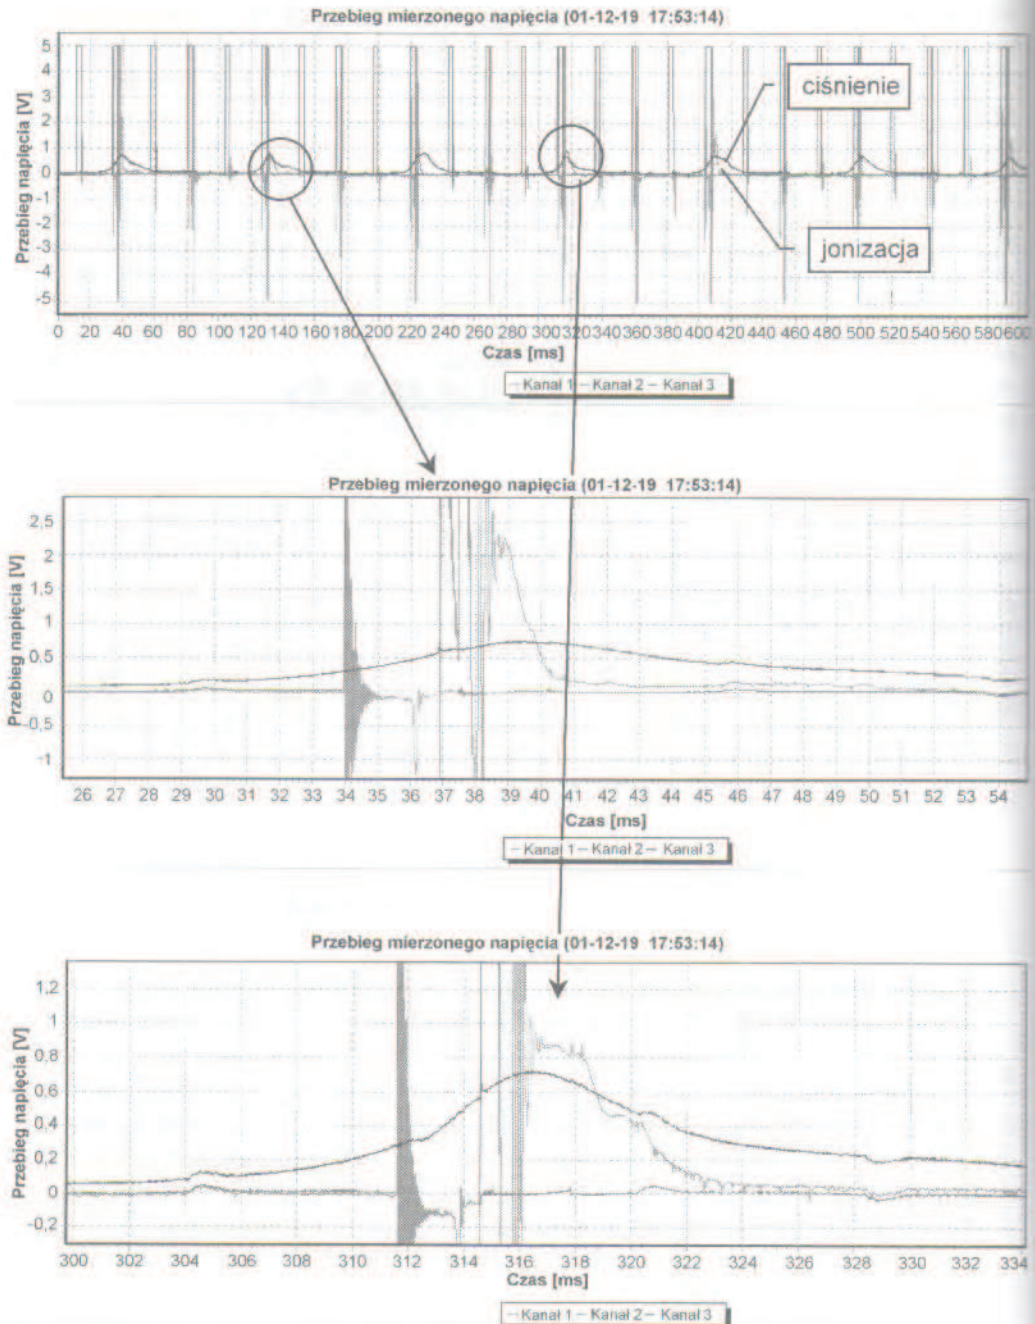 Przebieg mierzonego napięcia (01-12-19 17:53:14)
Przebieg napięcia [V]
5
4
3
2
1
0
-1
-2
-3
-4
-5
ciśnienie
jonizacja
0 20 40 60 80 100 120 140 160 180 200 220 240 260 280 300 320 340 360 380 400 420 440 460 480 500 520 540 560 580 600
Czas [ms]
Kanał 1 Kanał 2 Kanał 3
Przebieg mierzonego napięcia (01-12-19 17:53:14)
Przebieg napięcia [V]
2,5
2
1,5
1
0,5
0
-0,5
-1
26 27 28 29 30 31 32 33 34 35 36 37 38 39 40 41 42 43 44 45 46 47 48 49 50 51 52 53 54
Czas [ms]
Kanał 1 Kanał 2 Kanał 3
Przebieg mierzonego napięcia (01-12-19 17:53:14)
Przebieg napięcia [V]
1,2
1
0,8
0,6
0,4
0,2
0
-0,2
300 302 304 306 308 310 312 314 316 318 320 322 324 326 328 330 332 334
Czas [ms]
Kanał 1 Kanał 2 Kanał 3